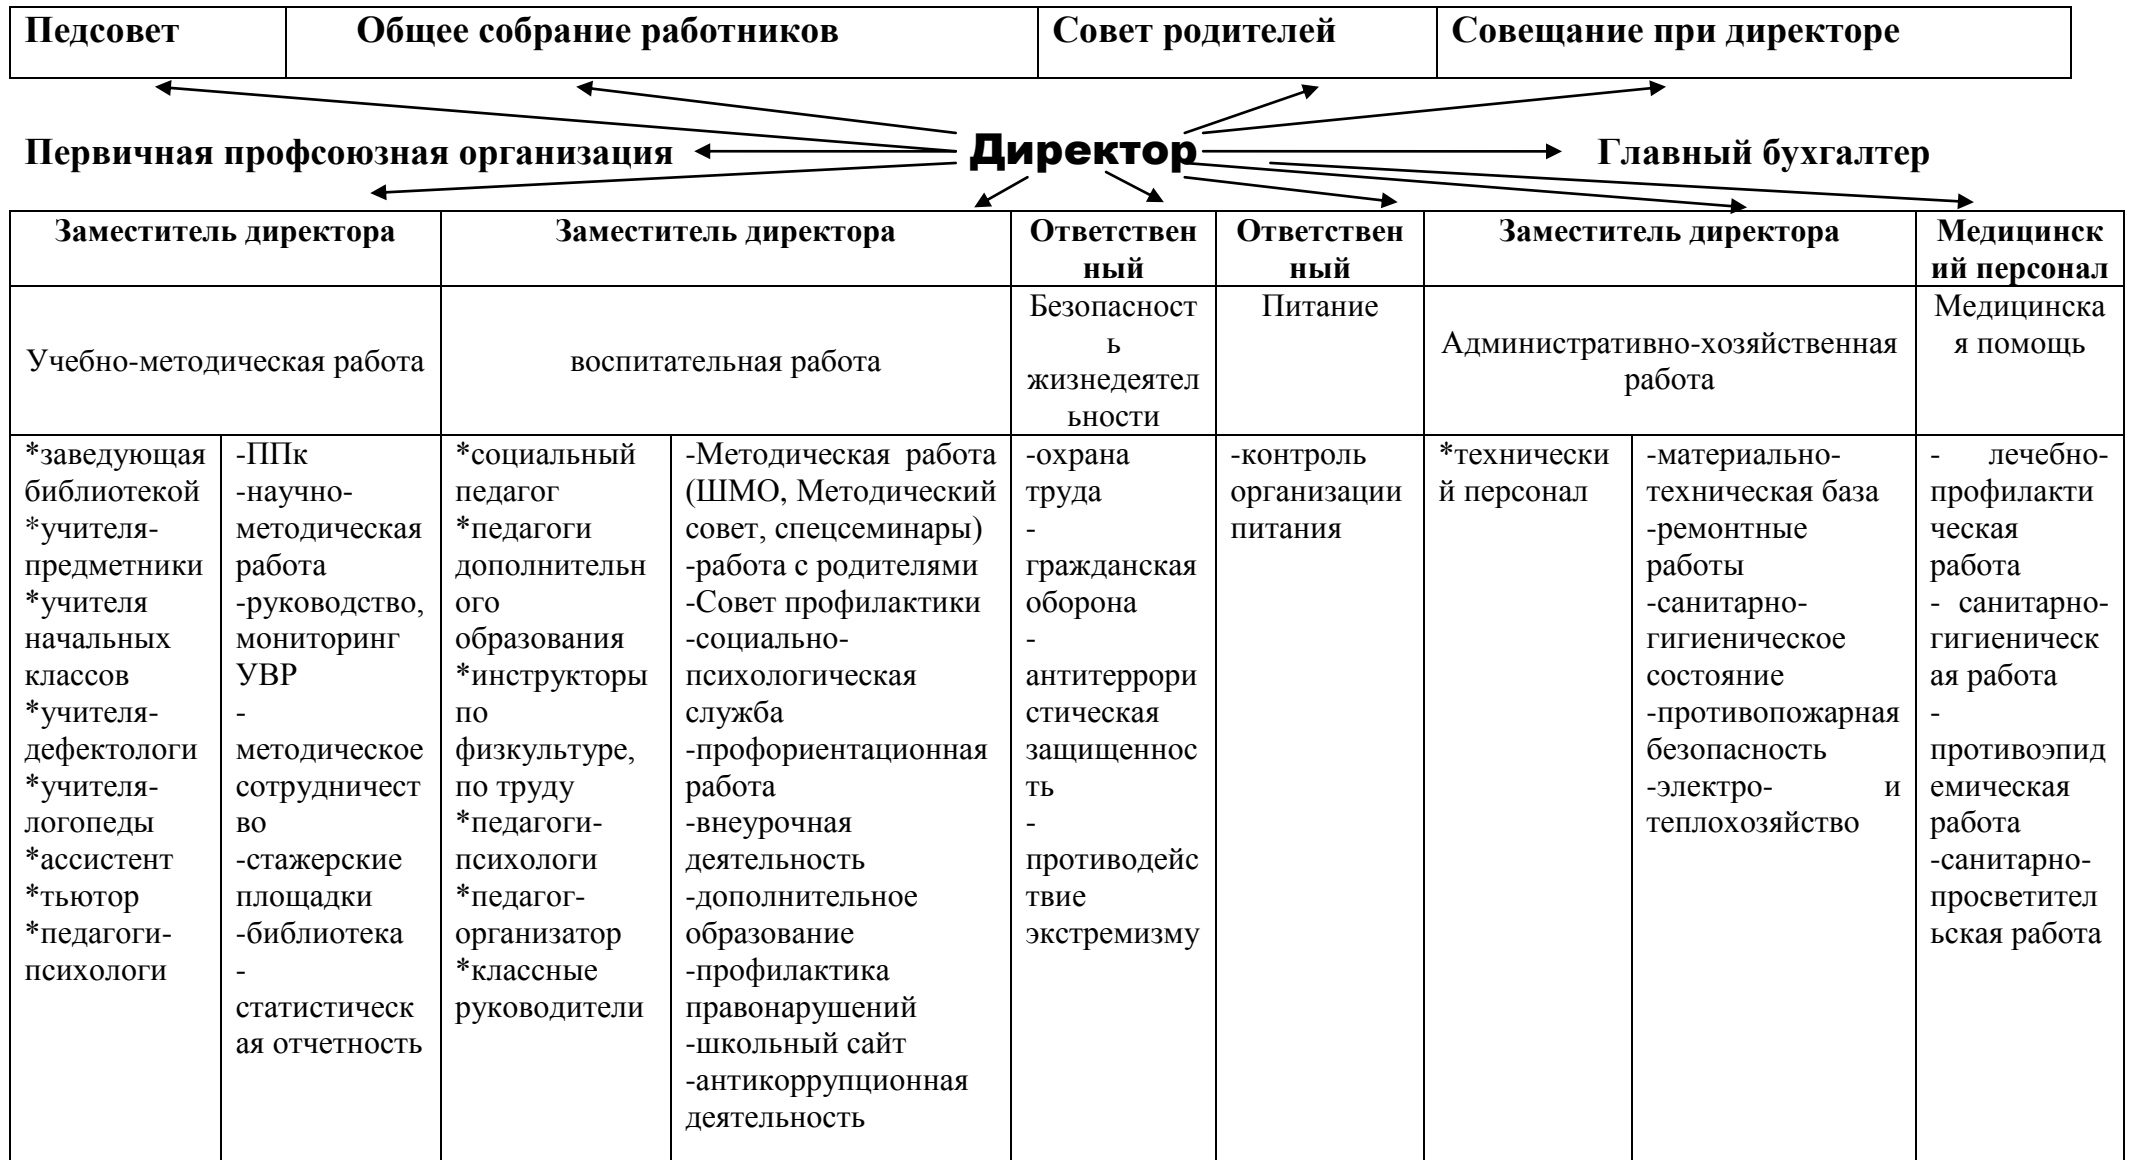 Педсовет
Общее собрание работников
Совет родителей
Совещание при директоре
Первичная профсоюзная организация
Директор
Главный бухгалтер
Заместитель директора
Заместитель директора
Ответствен
ный
Ответствен
ный
Заместитель директора
Медицинск
ий персонал
Учебно-методическая работа
воспитательная работа
Безопасност
ь
жизнедеятел
ьности
Питание
Административно-хозяйственная
работа
Медицинска
я помощь
*заведующая
библиотекой
*учителя-
предметники
*учителя
начальных
классов
*учителя-
дефектологи
*учителя-
логопеды
*ассистент
*тьютор
*педагоги-
психологи
-ППк
-научно-
методическая
работа
-руководство,
мониторинг
УВР
-
методическое
сотрудничест
во
-стажерские
площадки
-библиотека
-
статистическ
ая отчетность
*социальный
педагог
*педагоги
дополнительн
ого
образования
*инструкторы
по
физкультуре,
по труду
*педагоги-
психологи
*педагог-
организатор
*классные
руководители
-Методическая работа
(ШМО, Методический
совет, спецсеминары)
-работа с родителями
-Совет профилактики
-социально-
психологическая
служба
-профориентационная
работа
-внеурочная
деятельность
-дополнительное
образование
-профилактика
правонарушений
-школьный сайт
-антикоррупционная
деятельность
-охрана
труда
-
гражданская
оборона
-
антитеррори
стическая
защищеннос
ть
-
противодейс
твие
экстремизму
-контроль
организации
питания
*технически
й персонал
-материально-
техническая база
-ремонтные
работы
-санитарно-
гигиеническое
состояние
-противопожарная
безопасность
-электро- и
теплохозяйство
- лечебно-
профилакти
ческая
работа
- санитарно-
гигиеническ
ая работа
-
противоэпид
емическая
работа
-санитарно-
просветител
ьская работа